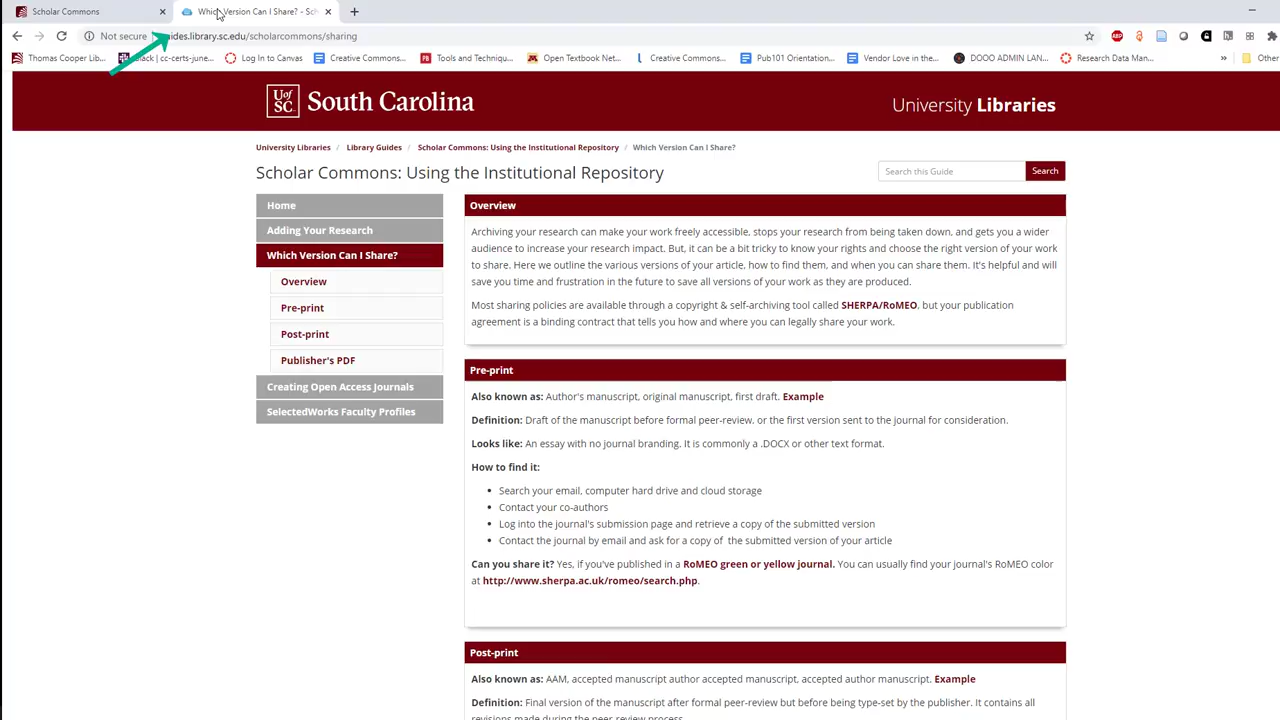 Scholar Commons
Which Version Can I Share? - Sch
Not secure
ides.library.sc.edu/scholarcommons/sharing
Thomas Cooper Lib...
Slack | cc-certs-june...
Log In to Canvas
Creative Commons...
Tools and Techniqu...
Open Textbook Net...
Creative Commons...
Pub101 Orientation...
Vendor Love in the...
DOOO ADMIN LAN...
Research Data Man...
»
Other
UofSC South Carolina
University Libraries
University Libraries / Library Guides / Scholar Commons: Using the Institutional Repository / Which Version Can I Share?
Scholar Commons: Using the Institutional Repository
Search this Guide
Search
Home
Adding Your Research
Which Version Can I Share?
Overview
Pre-print
Post-print
Publisher's PDF
Creating Open Access Journals
SelectedWorks Faculty Profiles
Overview
Archiving your research can make your work freely accessible, stops your research from being taken down, and gets you a wider
audience to increase your research impact. But, it can be a bit tricky to know your rights and choose the right version of your work
to share. Here we outline the various versions of your article, how to find them, and when you can share them. It's helpful and will
save you time and frustration in the future to save all versions of your work as they are produced.
Most sharing policies are available through a copyright & self-archiving tool called SHERPA/RoMEO, but your publication
agreement is a binding contract that tells you how and where you can legally share your work.
Pre-print
Also known as: Author's manuscript, original manuscript, first draft. Example
Definition: Draft of the manuscript before formal peer-review, or the first version sent to the journal for consideration.
Looks like: An essay with no journal branding. It is commonly a .DOCX or other text format.
How to find it:
• Search your email, computer hard drive and cloud storage
• Contact your co-authors
• Log into the journal's submission page and retrieve a copy of the submitted version
• Contact the journal by email and ask for a copy of the submitted version of your article
Can you share it? Yes, if you've published in a RoMEO green or yellow journal. You can usually find your journal's RoMEO color
at http://www.sherpa.ac.uk/romeo/search.php.
Post-print
Also known as: AAM, accepted manuscript author accepted manuscript, accepted author manuscript. Example
Definition: Final version of the manuscript after formal peer-review but before being type-set by the publisher. It contains all
revisions made during the peer review process.